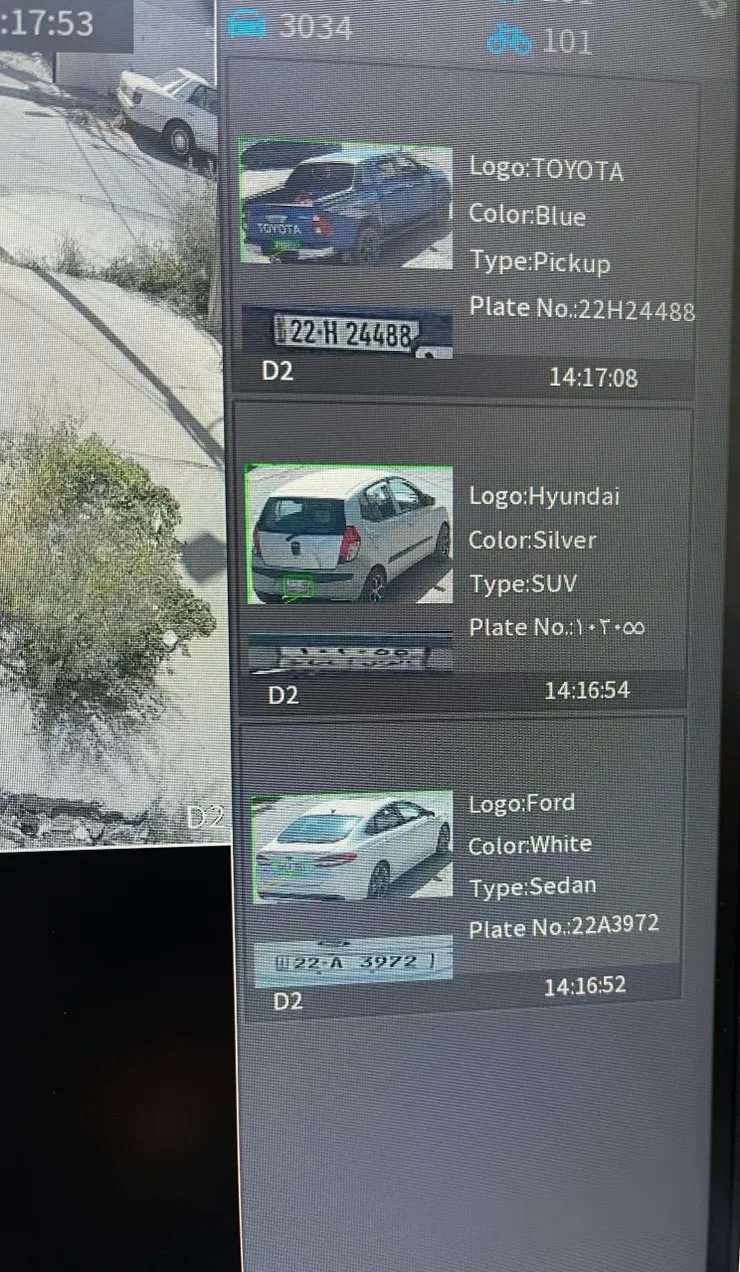 :17:53
3034
101
TOYOTA
Logo:TOYOTA
Color:Blue
Type:Pickup
Plate No.:22H24488
22-H 24488
D2
14:17:08
Logo:Hyundai
Color:Silver
Type:SUV
Plate No.:١٠٢٠٥٥
D2
14:16:54
D2
Logo:Ford
Color:White
Type:Sedan
Plate No.:22A3972
22-A 3972
D2
14:16:52